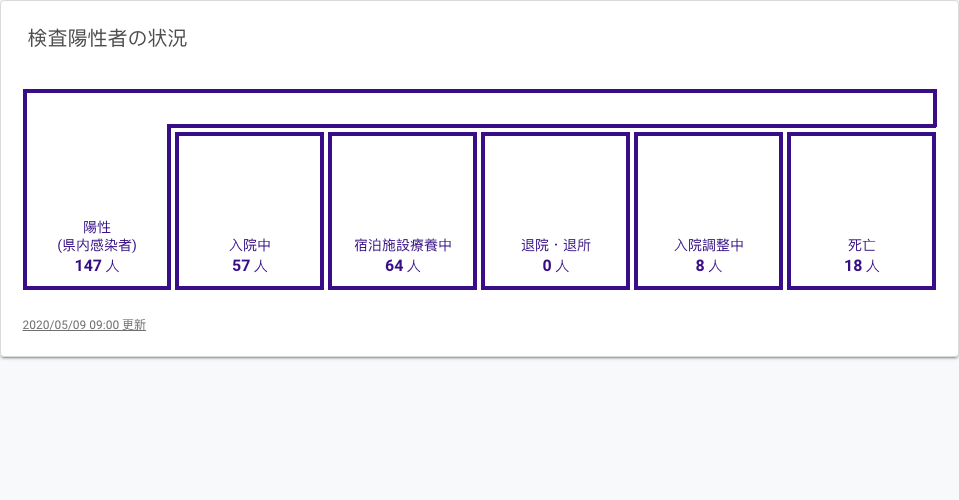 検査陽性者の状況
陽性
(県内感染者)
147 人
入院中
57 人
宿泊施設療養中
64 人
退院・退所
0 人
入院調整中
8 人
死亡
18 人
2020/05/09 09:00 更新